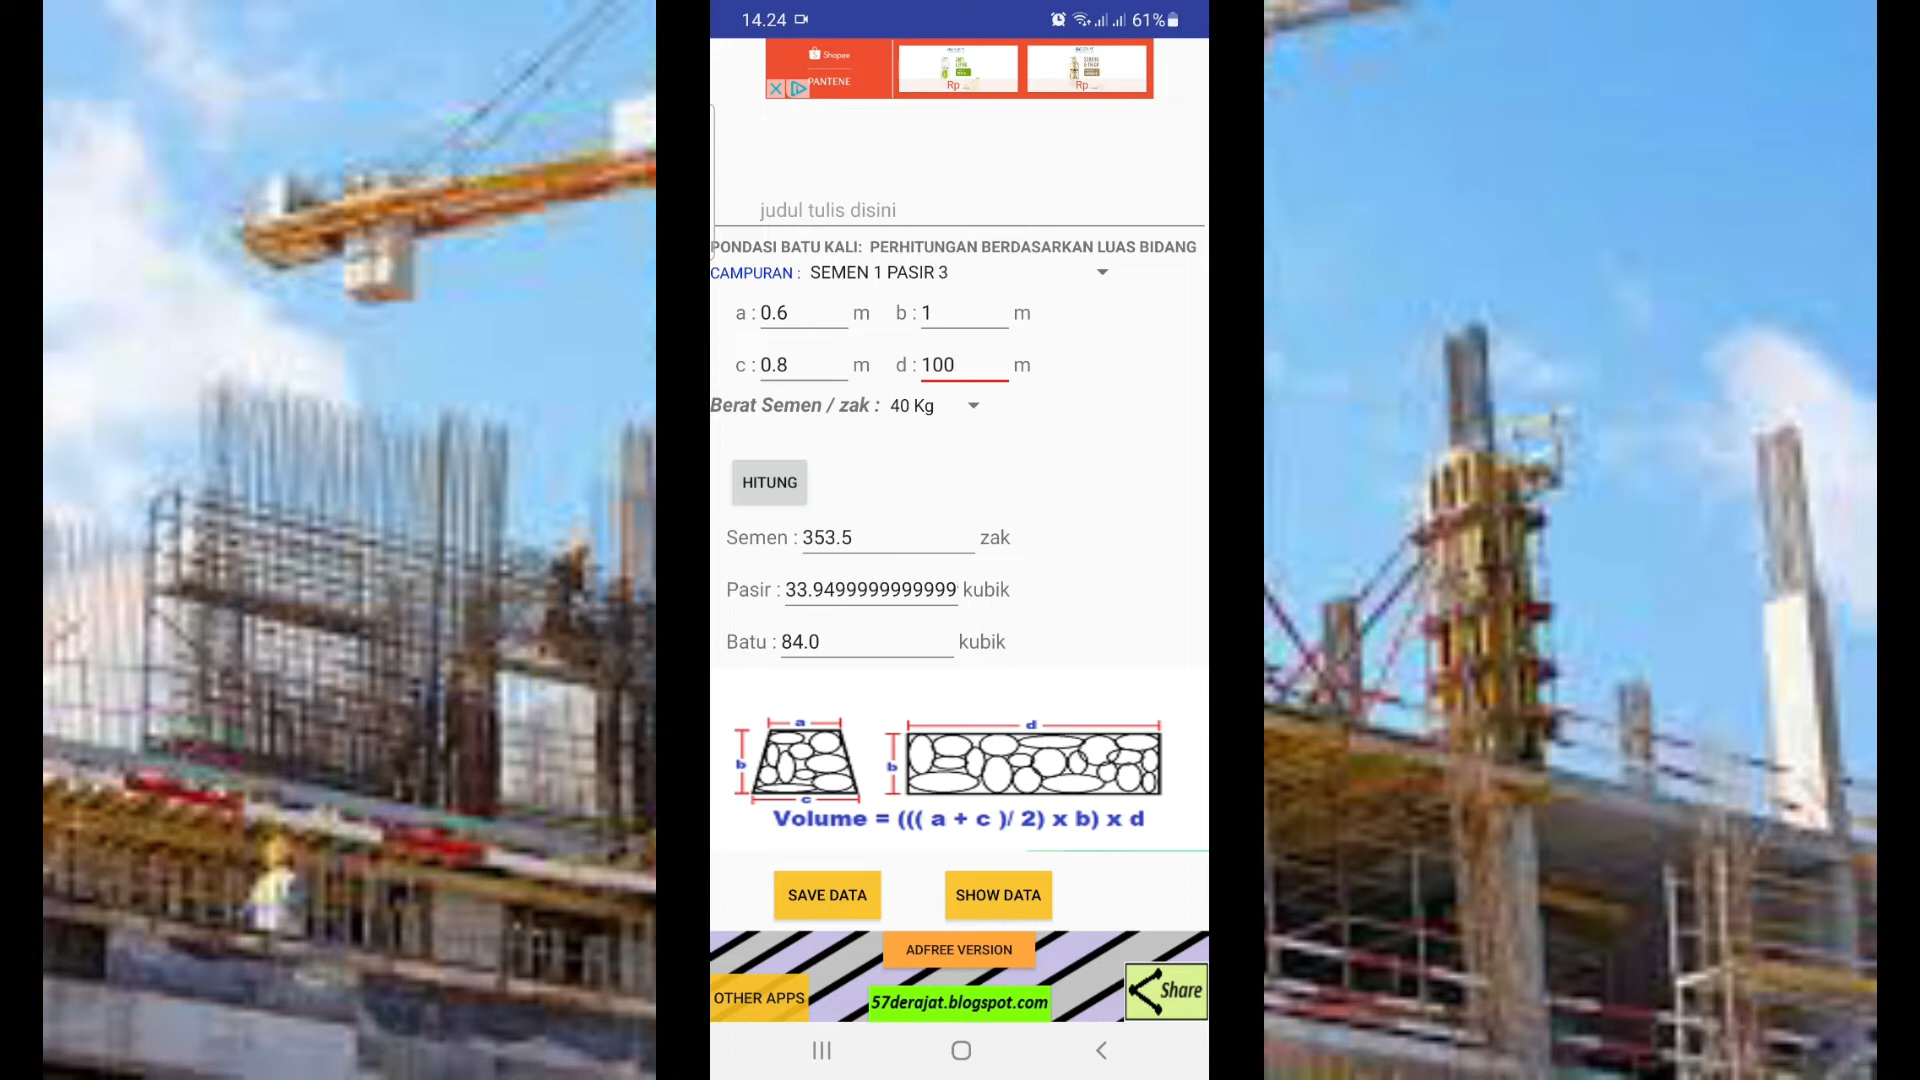 14.24 61%
Shopee
PANTENE
Rp ... Rp ...
judul tulis disini
PONDASI BATU KALI: PERHITUNGAN BERDASARKAN LUAS BIDANG
CAMPURAN : SEMEN 1 PASIR 3
a : 0.6 m b : 1 m
c : 0.8 m d : 100 m
Berat Semen / zak : 40 Kg
HITUNG
Semen : 353.5 zak
Pasir : 33.9499999999999 kubik
Batu : 84.0 kubik
a d
b b
c
Volume = ((( a + c )/ 2) x b) x d
SAVE DATA SHOW DATA
ADFREE VERSION
OTHER APPS 57derajat.blogspot.com Share